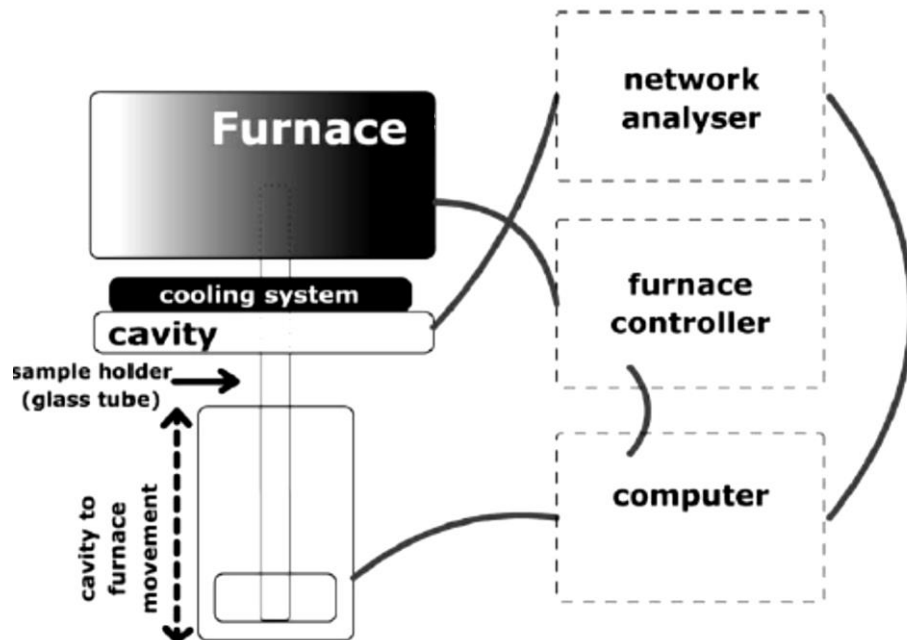 Furnace
cooling system
cavity
sample holder
(glass tube)
cavity to
furnace
movement
network
analyser
furnace
controller
computer